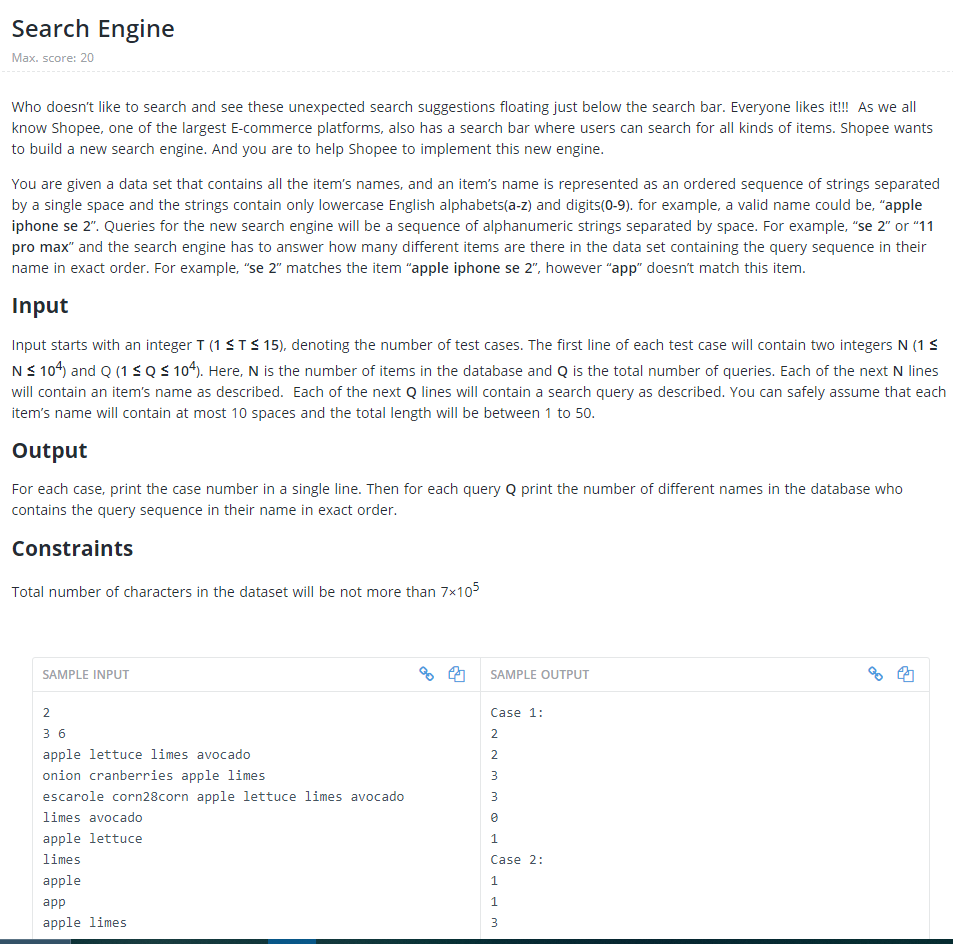 Search Engine
Max. score: 20
Who doesn't like to search and see these unexpected search suggestions floating just below the search bar. Everyone likes it!!!  As we all
know Shopee, one of the largest E-commerce platforms, also has a search bar where users can search for all kinds of items. Shopee wants
to build a new search engine. And you are to help Shopee to implement this new engine.
You are given a data set that contains all the item's names, and an item's name is represented as an ordered sequence of strings separated
by a single space and the strings contain only lowercase English alphabets(a-z) and digits(0-9). for example, a valid name could be, "apple
iphone se 2". Queries for the new search engine will be a sequence of alphanumeric strings separated by space. For example, "se 2" or "11
pro max" and the search engine has to answer how many different items are there in the data set containing the query sequence in their
name in exact order. For example, "se 2" matches the item "apple iphone se 2", however "app" doesn't match this item.
Input
Input starts with an integer T (1 ≤ T ≤ 15), denoting the number of test cases. The first line of each test case will contain two integers N (1 ≤
N ≤ 10⁴) and Q (1 ≤ Q ≤ 10⁴). Here, N is the number of items in the database and Q is the total number of queries. Each of the next N lines
will contain an item's name as described.  Each of the next Q lines will contain a search query as described. You can safely assume that each
item's name will contain at most 10 spaces and the total length will be between 1 to 50.
Output
For each case, print the case number in a single line. Then for each query Q print the number of different names in the database who
contains the query sequence in their name in exact order.
Constraints
Total number of characters in the dataset will be not more than 7×10⁵
SAMPLE INPUT
2
3 6
apple lettuce limes avocado
onion cranberries apple limes
escarole corn28corn apple lettuce limes avocado
limes avocado
apple lettuce
limes
apple
app
apple limes
SAMPLE OUTPUT
Case 1:
2
2
3
3
0
1
Case 2:
1
1
3